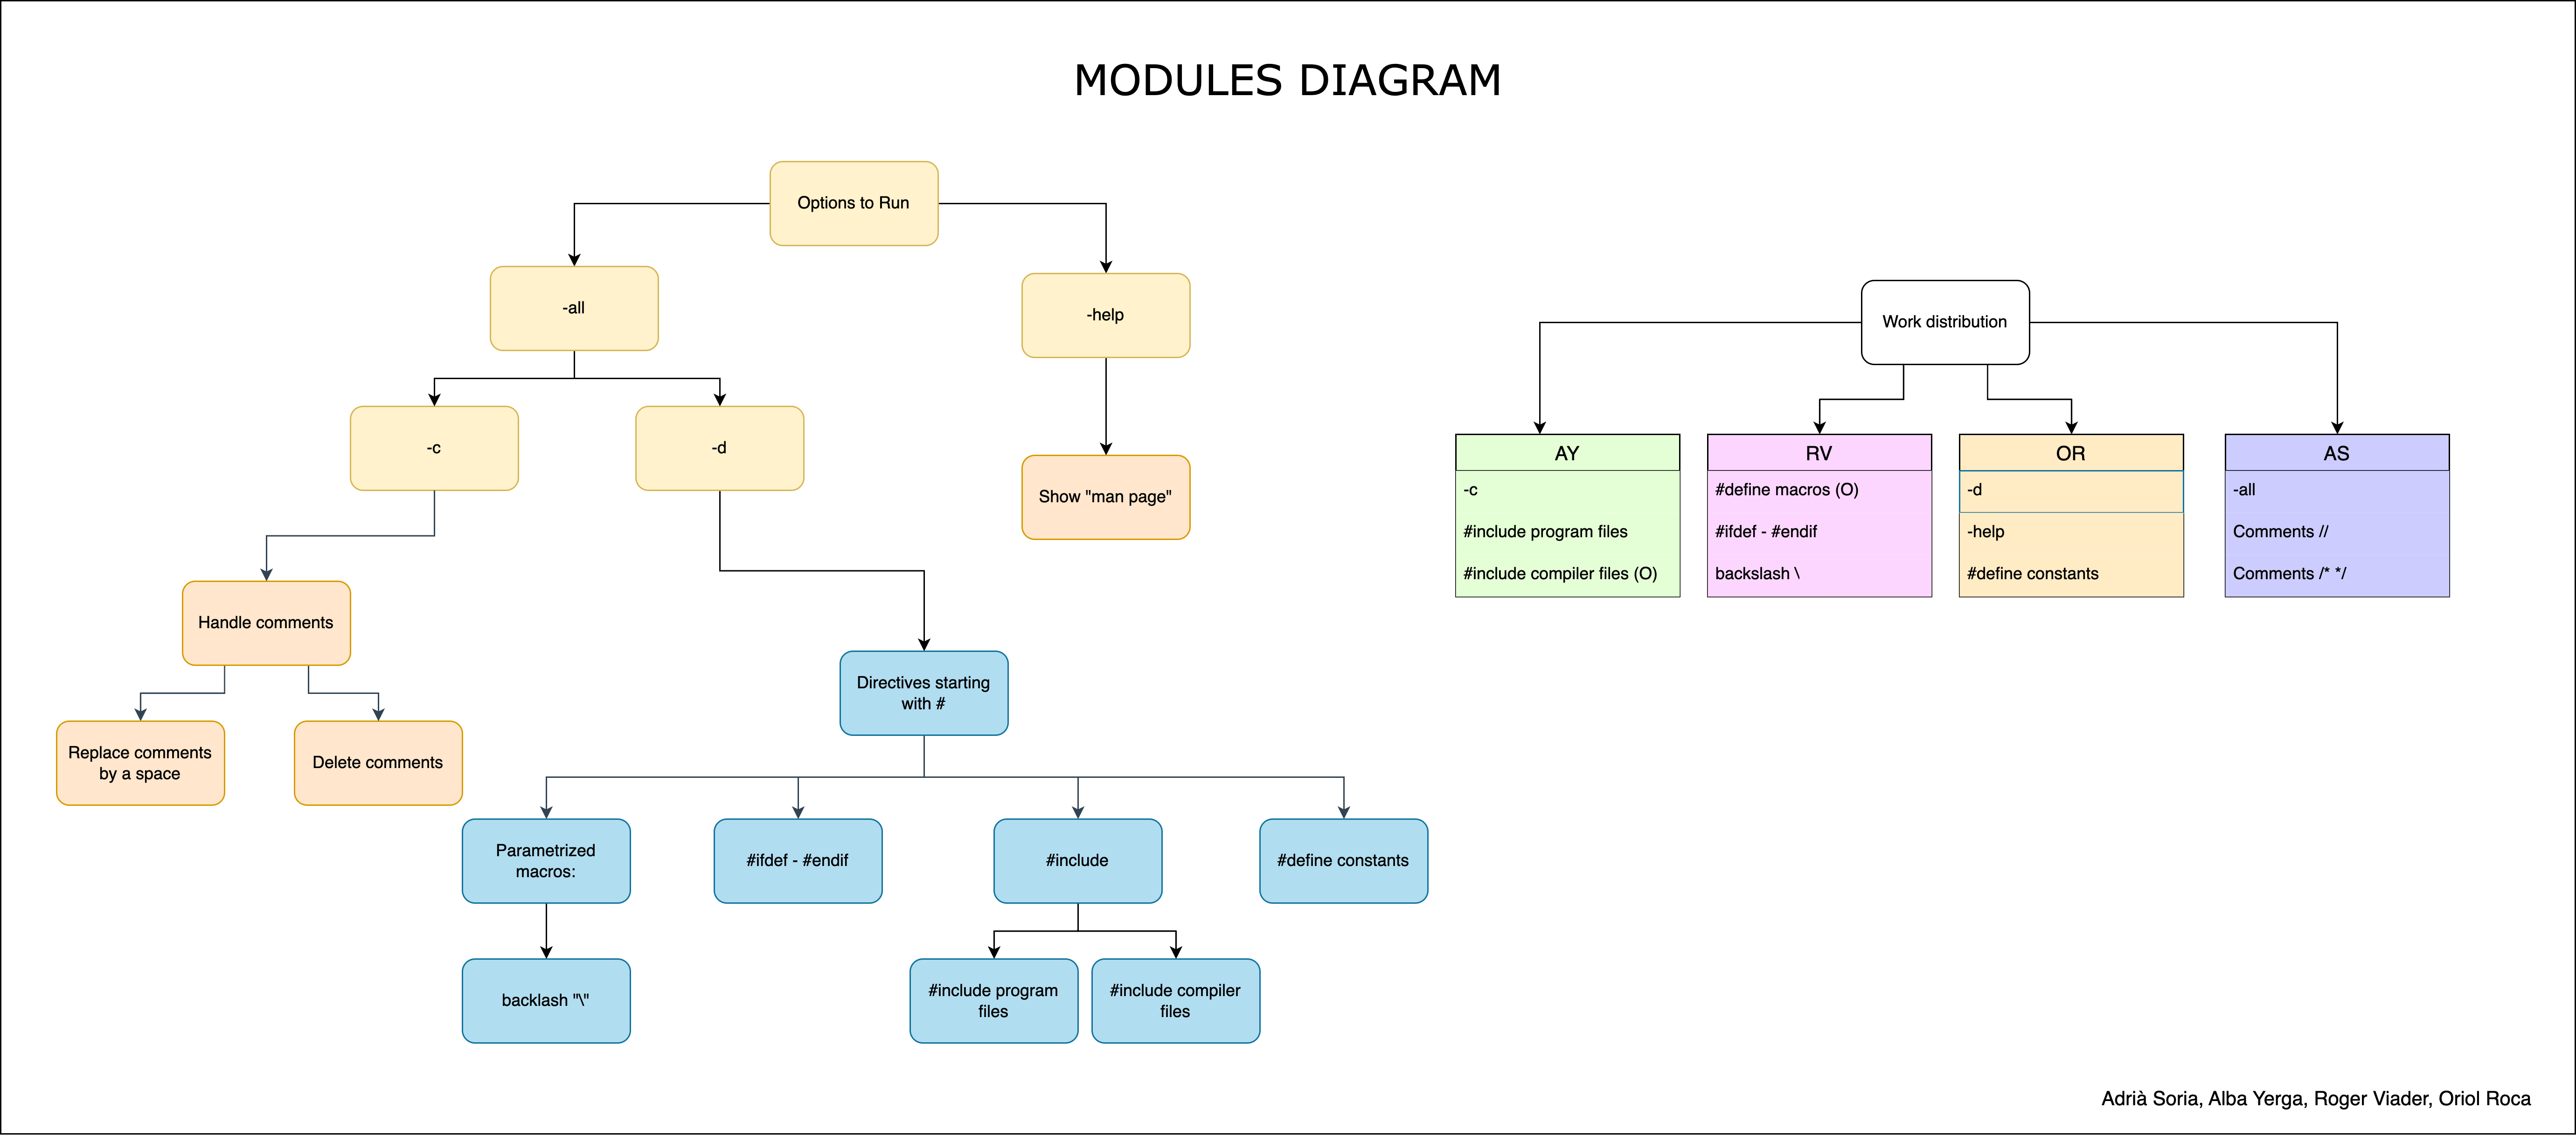 MODULES DIAGRAM
Options to Run
-all
-help
-c
-d
Show "man page"
Handle comments
Replace comments
by a space
Delete comments
Directives starting
with #
Parametrized
macros:
#ifdef - #endif
#include
#define constants
backlash "\"
#include program
files
#include compiler
files
Work distribution
AY
-c
#include program files
#include compiler files (O)
RV
#define macros (O)
#ifdef - #endif
backslash \
OR
-d
-help
#define constants
AS
-all
Comments //
Comments /* */
Adrià Soria, Alba Yerga, Roger Viader, Oriol Roca